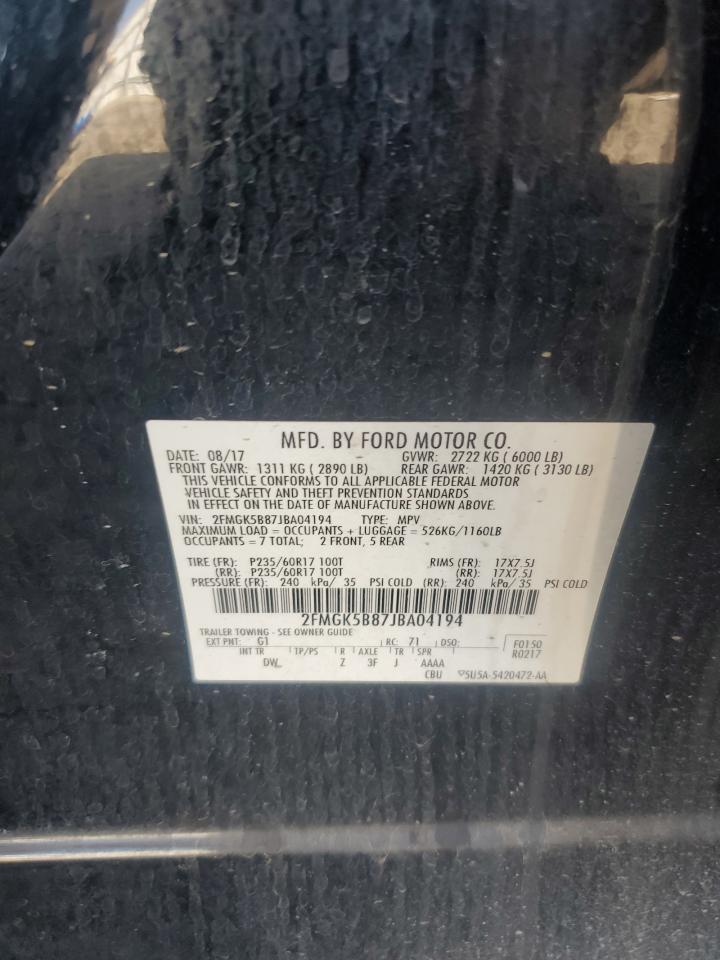 MFD. BY FORD MOTOR CO.
DATE: 08/17 GVWR: 2722 KG ( 6000 LB)
FRONT GAWR: 1311 KG ( 2890 LB) REAR GAWR: 1420 KG ( 3130 LB)
THIS VEHICLE CONFORMS TO ALL APPLICABLE FEDERAL MOTOR
VEHICLE SAFETY AND THEFT PREVENTION STANDARDS
IN EFFECT ON THE DATE OF MANUFACTURE SHOWN ABOVE.
VIN: 2FMGK5B87JBA04194 TYPE: MPV
MAXIMUM LOAD = OCCUPANTS + LUGGAGE = 526KG/1160LB
OCCUPANTS = 7 TOTAL; 2 FRONT, 5 REAR
TIRE (FR): P235/60R17 100T RIMS (FR): 17X7.5J
(RR): P235/60R17 100T (RR): 17X7.5J
PRESSURE (FR): 240 kPa/ 35 PSI COLD (RR): 240 kPa/ 35 PSI COLD
2FMGK5B87JBA04194
TRAILER TOWING - SEE OWNER GUIDE
EXT PNT: G1 RC: 71 DSO: F0150
INT TR TP/PS R AXLE TR SPR R0217
DW Z 3F J AAAA
CBU 5U5A-5420472-AA